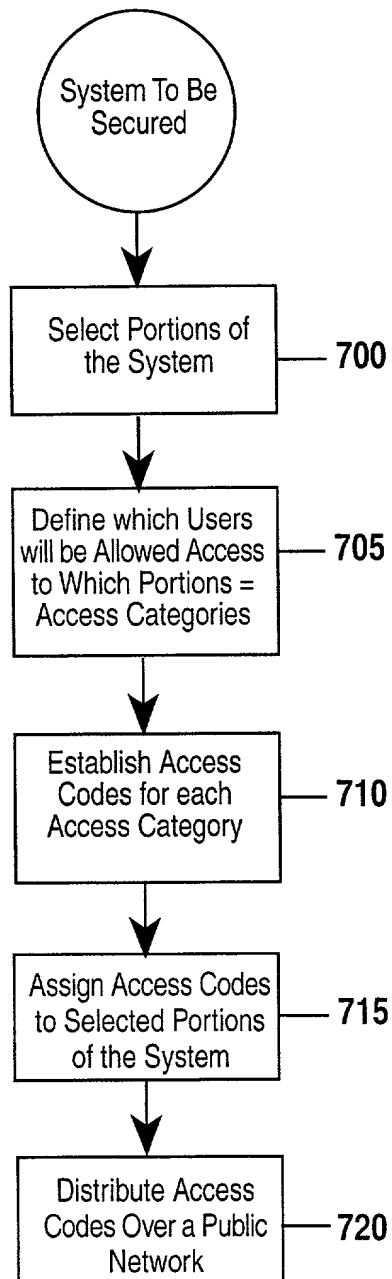 System To Be
Secured
Select Portions of
the System
700
Define which Users
will be Allowed Access
to Which Portions =
Access Categories
705
Establish Access
Codes for each
Access Category
710
Assign Access Codes
to Selected Portions
of the System
715
Distribute Access
Codes Over a Public
Network
720